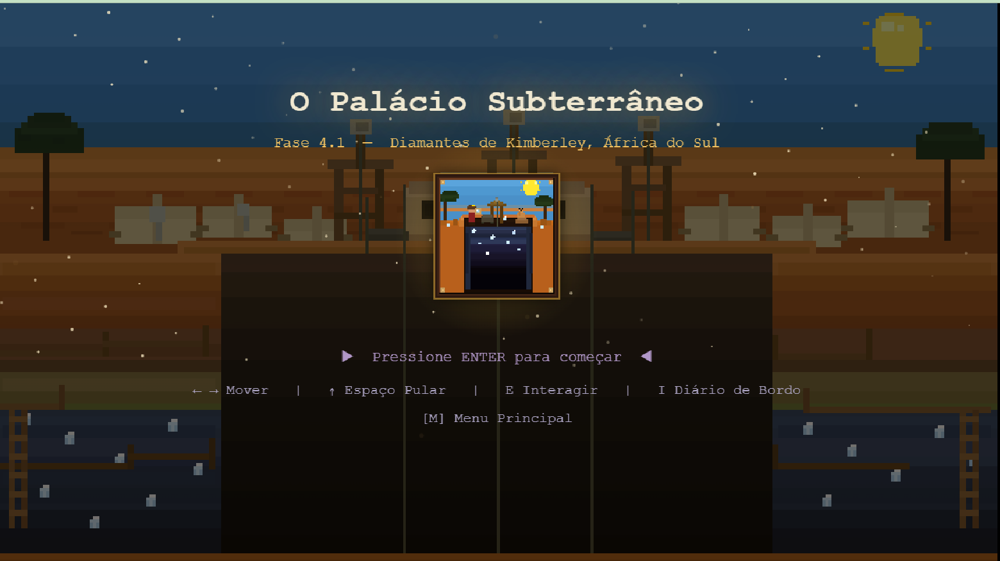 O Palácio Subterrâneo
Fase 4.1 — Diamantes de Kimberley, África do Sul
▶ Pressione ENTER para começar ◀
← → Mover | ↑ Espaço Pular | E Interagir | I Diário de Bordo
[M] Menu Principal